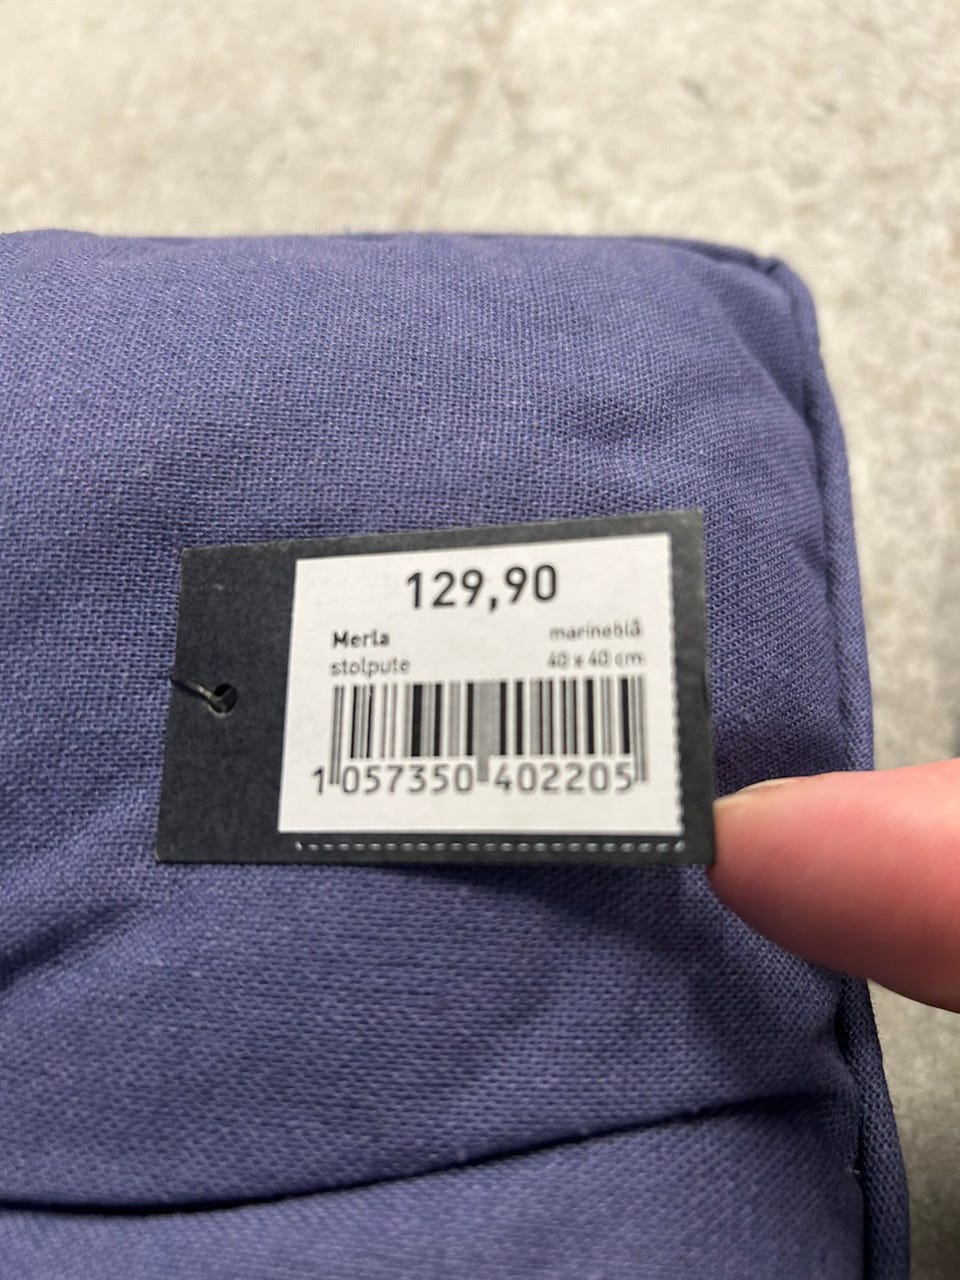 129,90
Merla marineblå
stolpute 40 x 40 cm
1 057350 402205